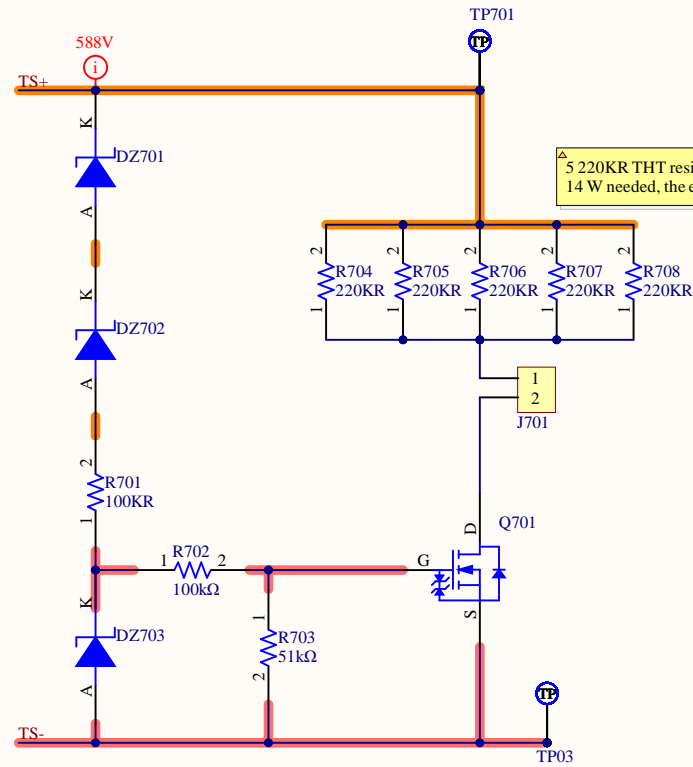 TP701
588V
i
TP
TS+
K
DZ701
A
5 220KR THT resi
14 W needed, the e
2 2 2 2 2
R704 R705 R706 R707 R708
220KR 220KR 220KR 220KR 220KR
1 1 1 1 1
K
DZ702
A
1
2
J701
2
R701
100KR
1
Q701
D
R702
1 2
100kΩ
G
K
S
1
R703
51kΩ
2
DZ703
A
TP
TS-
TP03